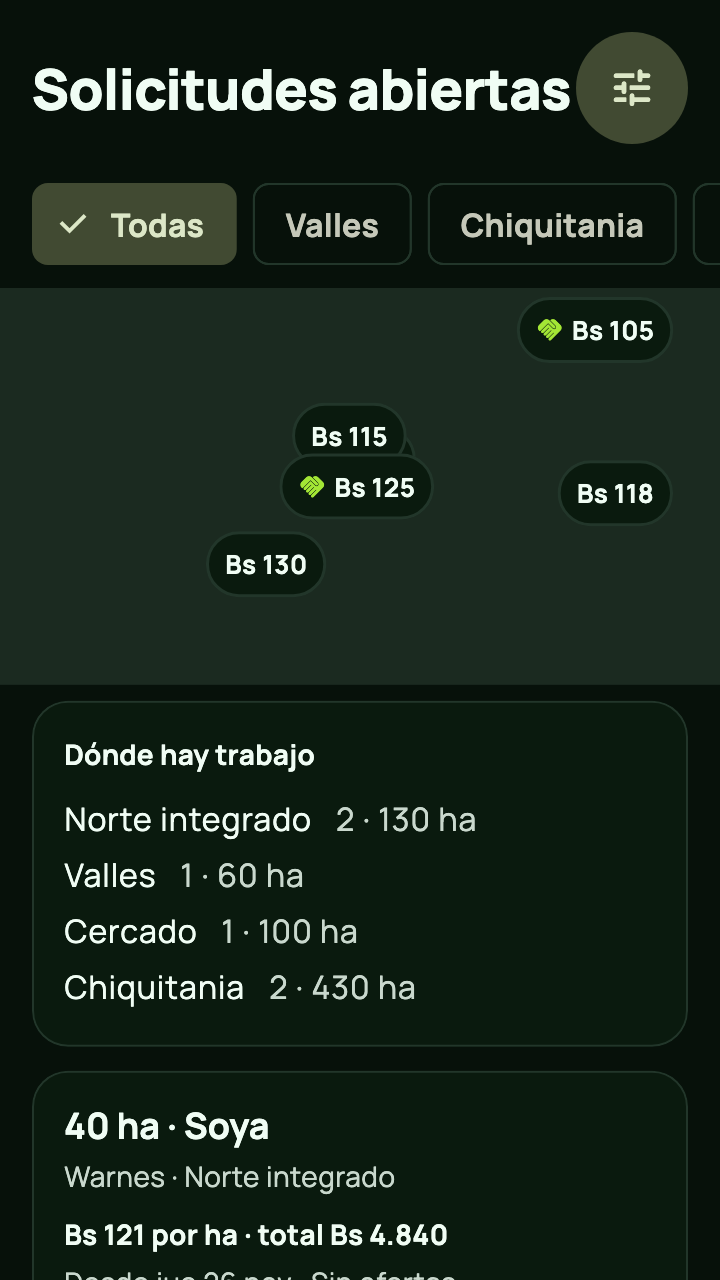 Solicitudes abiertas
Todas
Valles
Chiquitania
Bs 105
Bs 115
Bs 125
Bs 118
Bs 130
Dónde hay trabajo
Norte integrado 2 · 130 ha
Valles 1 · 60 ha
Cercado 1 · 100 ha
Chiquitania 2 · 430 ha
40 ha · Soya
Warnes · Norte integrado
Bs 121 por ha · total Bs 4.840